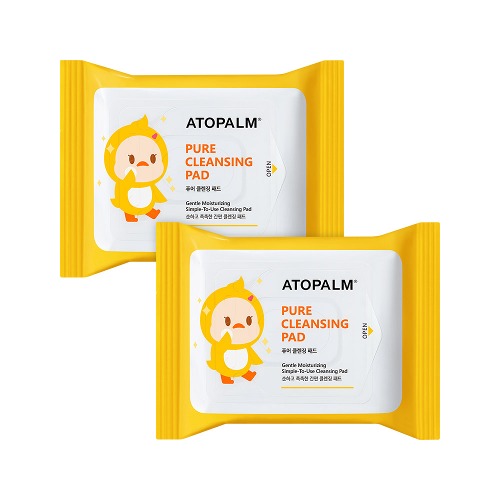 ATOPALM®
PURE
CLEANSING
PAD
퓨어 클렌징 패드
Gentle Moisturizing
Simple-To-Use Cleansing Pad
순하고 촉촉한 간편 클렌징 패드
OPEN
ATOPALM®
PURE
CLEANSING
PAD
퓨어 클렌징 패드
Gentle Moisturizing
Simple-To-Use Cleansing Pad
순하고 촉촉한 간편 클렌징 패드
OPEN